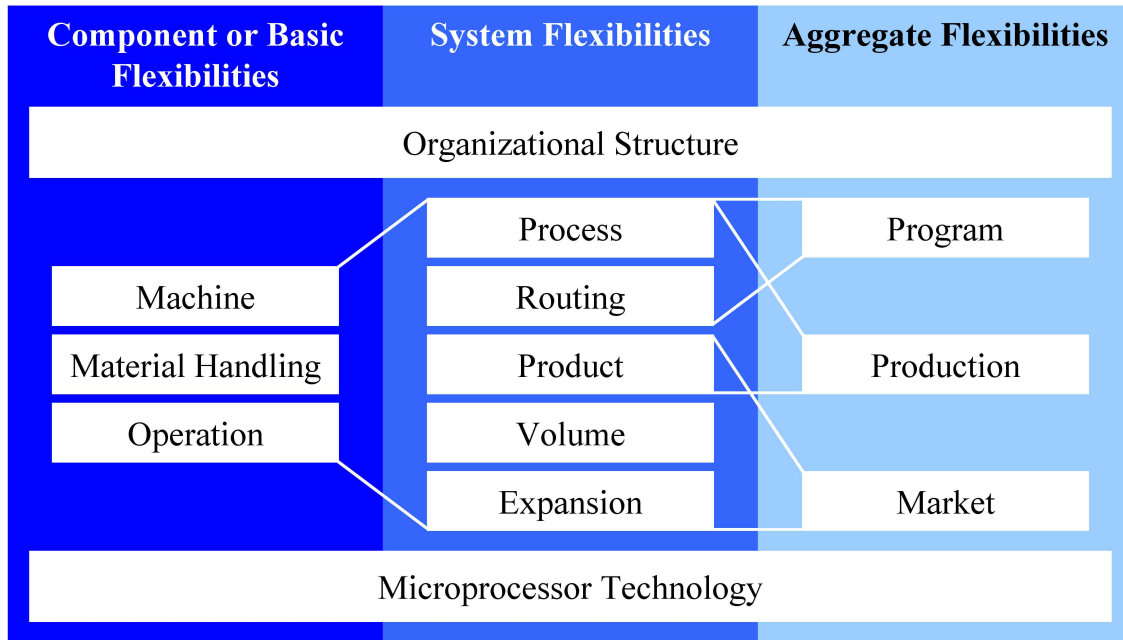 Component or Basic
Flexibilities
System Flexibilities
Aggregate Flexibilities
Organizational Structure
Machine
Material Handling
Operation
Process
Routing
Product
Volume
Expansion
Program
Production
Market
Microprocessor Technology